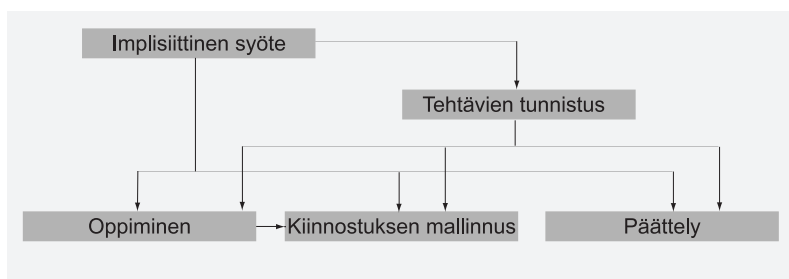 Implisiittinen syöte
Tehtävien tunnistus
Oppiminen
Kiinnostuksen mallinnus
Päättely